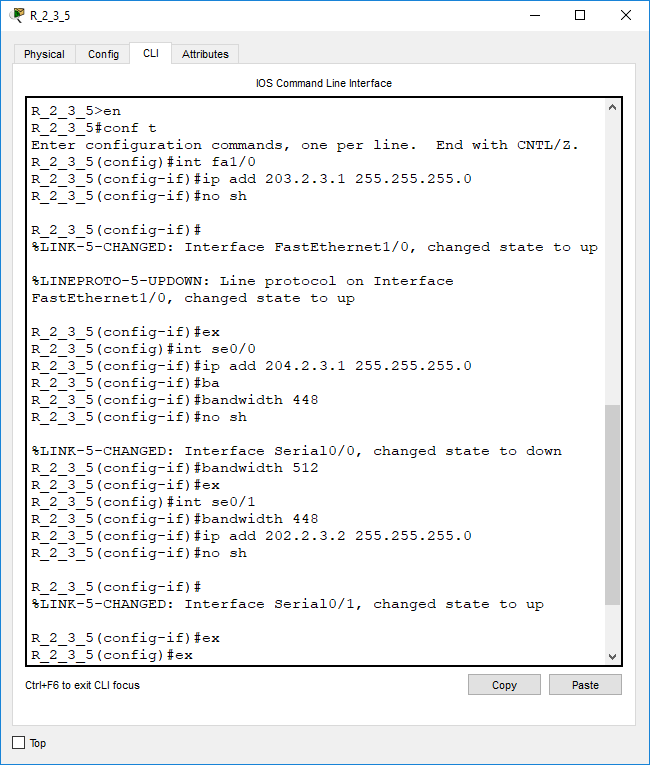 R_2_3_5
Physical Config CLI Attributes
IOS Command Line Interface
R_2_3_5>en
R_2_3_5#conf t
Enter configuration commands, one per line.  End with CNTL/Z.
R_2_3_5(config)#int fa1/0
R_2_3_5(config-if)#ip add 203.2.3.1 255.255.255.0
R_2_3_5(config-if)#no sh
R_2_3_5(config-if)#
%LINK-5-CHANGED: Interface FastEthernet1/0, changed state to up
%LINEPROTO-5-UPDOWN: Line protocol on Interface
FastEthernet1/0, changed state to up
R_2_3_5(config-if)#ex
R_2_3_5(config)#int se0/0
R_2_3_5(config-if)#ip add 204.2.3.1 255.255.255.0
R_2_3_5(config-if)#ba
R_2_3_5(config-if)#bandwidth 448
R_2_3_5(config-if)#no sh
%LINK-5-CHANGED: Interface Serial0/0, changed state to down
R_2_3_5(config-if)#bandwidth 512
R_2_3_5(config-if)#ex
R_2_3_5(config)#int se0/1
R_2_3_5(config-if)#bandwidth 448
R_2_3_5(config-if)#ip add 202.2.3.2 255.255.255.0
R_2_3_5(config-if)#no sh
R_2_3_5(config-if)#
%LINK-5-CHANGED: Interface Serial0/1, changed state to up
R_2_3_5(config-if)#ex
R_2_3_5(config)#ex
Ctrl+F6 to exit CLI focus Copy Paste
Top